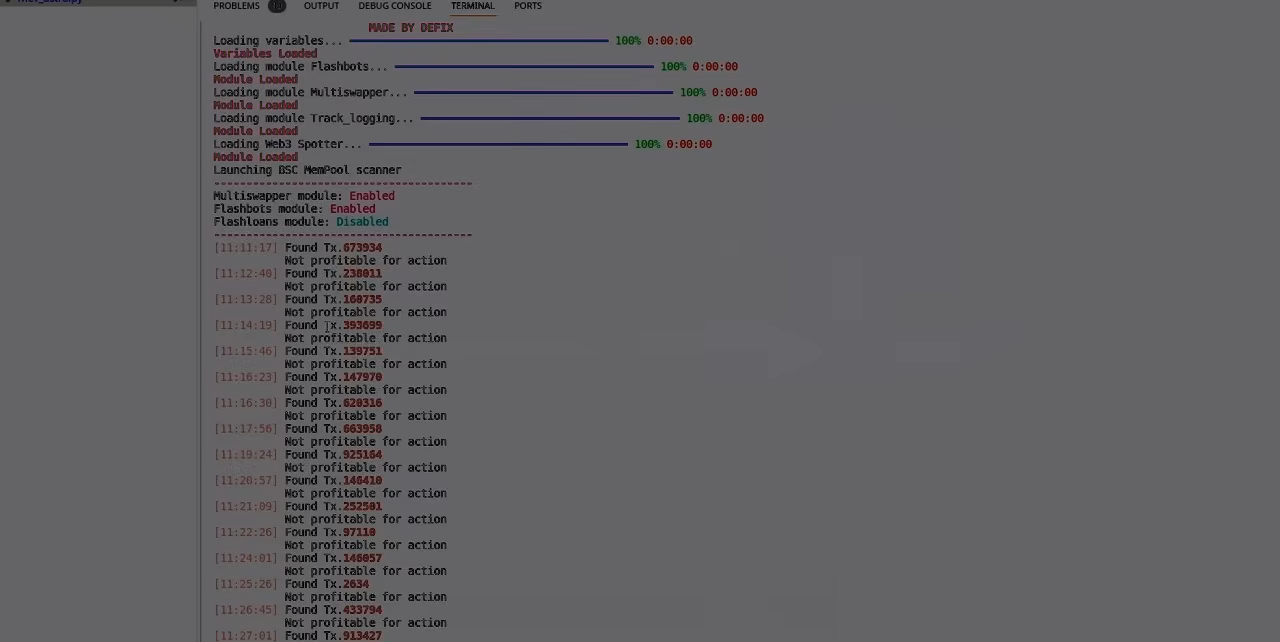 PROBLEMS OUTPUT DEBUG CONSOLE TERMINAL PORTS
MADE BY DEFIX
Loading variables... 100% 0:00:00
Variables Loaded
Loading module Flashbots... 100% 0:00:00
Module Loaded
Loading module Multiswapper... 100% 0:00:00
Module Loaded
Loading module Track_logging... 100% 0:00:00
Module Loaded
Loading Web3 Spotter... 100% 0:00:00
Module Loaded
Launching BSC MemPool scanner
----------------------------------------
Multiswapper module: Enabled
Flashbots module: Enabled
Flashloans module: Disabled
----------------------------------------
[11:11:17] Found Tx.673934
Not profitable for action
[11:12:40] Found Tx.238011
Not profitable for action
[11:13:28] Found Tx.160735
Not profitable for action
[11:14:19] Found Tx.393699
Not profitable for action
[11:15:46] Found Tx.139751
Not profitable for action
[11:16:23] Found Tx.147970
Not profitable for action
[11:16:30] Found Tx.620316
Not profitable for action
[11:17:56] Found Tx.663958
Not profitable for action
[11:19:24] Found Tx.925164
Not profitable for action
[11:20:57] Found Tx.146410
Not profitable for action
[11:21:09] Found Tx.252501
Not profitable for action
[11:22:26] Found Tx.97110
Not profitable for action
[11:24:01] Found Tx.146057
Not profitable for action
[11:25:26] Found Tx.2634
Not profitable for action
[11:26:45] Found Tx.433794
Not profitable for action
[11:27:01] Found Tx.913427